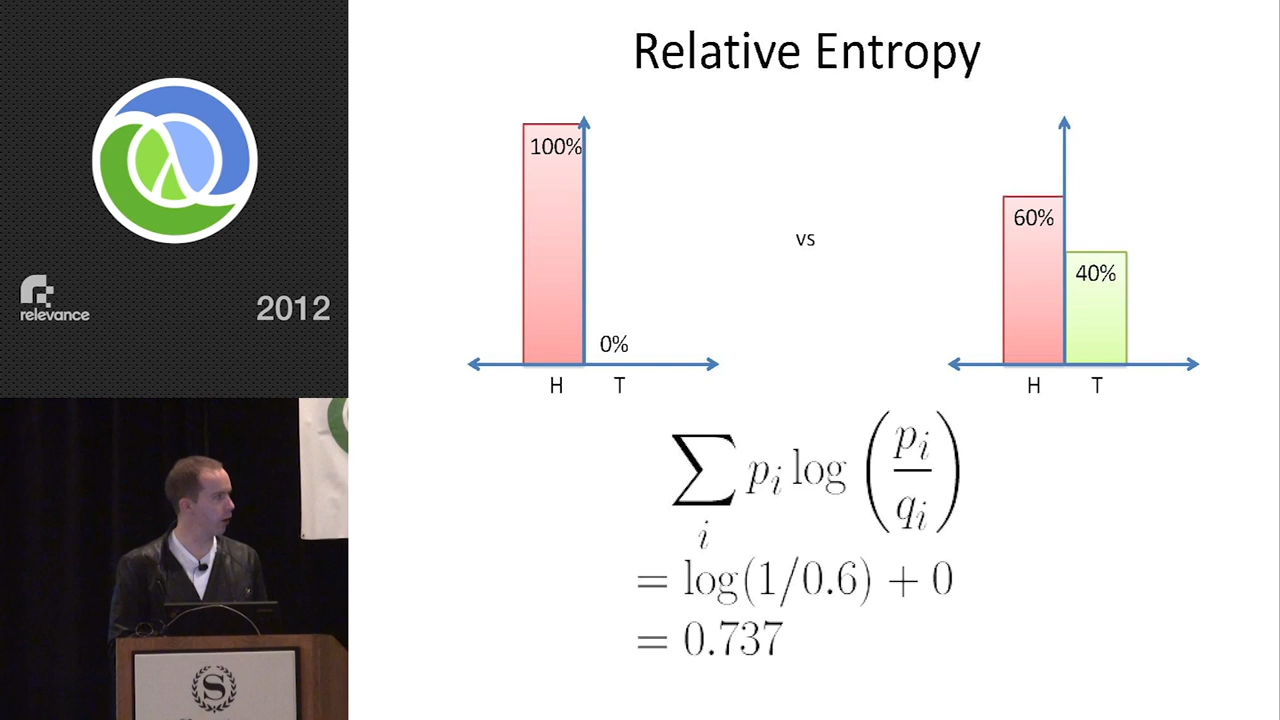 Relative Entropy
100%
0%
H T
vs
60%
40%
H T
∑ᵢ pᵢ log (pᵢ/qᵢ)
= log(1/0.6) + 0
= 0.737
relevance
2012
S